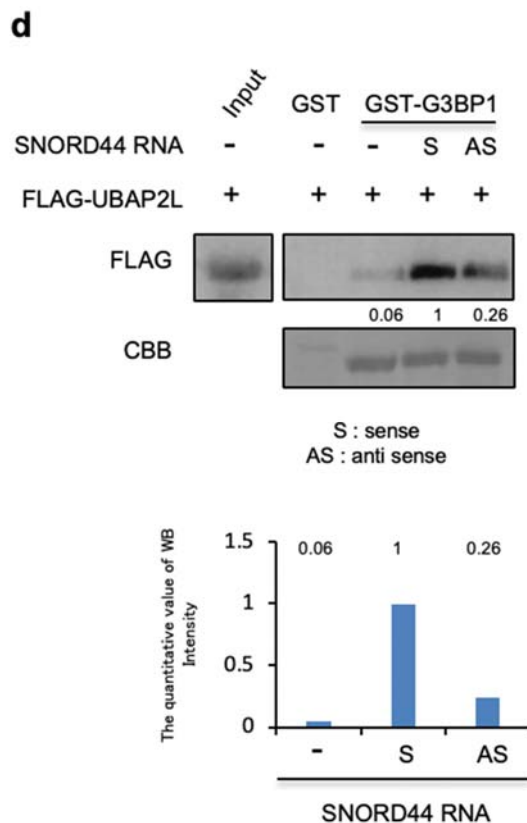 d
Input GST GST-G3BP1
SNORD44 RNA - - - S AS
FLAG-UBAP2L + + + + +
FLAG
0.06 1 0.26
CBB
S : sense
AS : anti sense
The quantitative value of WB
Intensity
0.06 1 0.26
1.5
1
0.5
0
- S AS
SNORD44 RNA